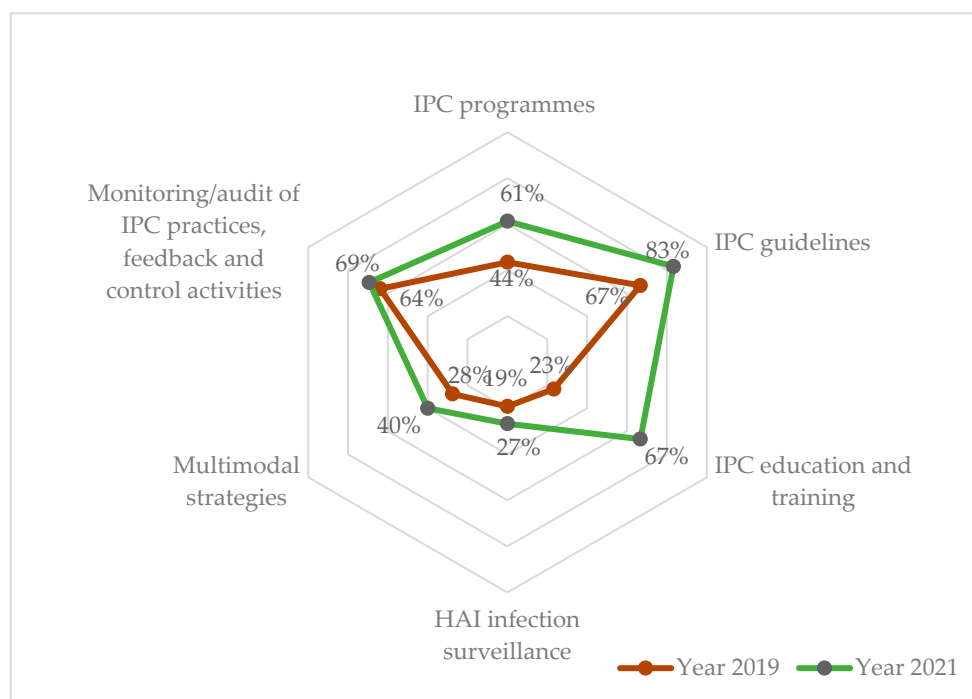 IPC programmes
61%
44%
Monitoring/audit of
IPC practices,
feedback and
control activities
69%
64%
IPC guidelines
83%
67%
28%
19%
23%
40%
27%
67%
Multimodal
strategies
IPC education and
training
HAI infection
surveillance
Year 2019
Year 2021